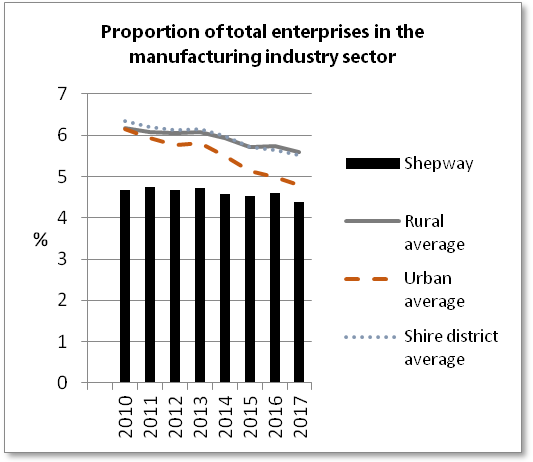 Proportion of total enterprises in the
manufacturing industry sector
7
6
5
4
3
2
1
0
%
2010
2011
2012
2013
2014
2015
2016
2017
Shepway
Rural
average
Urban
average
Shire district
average